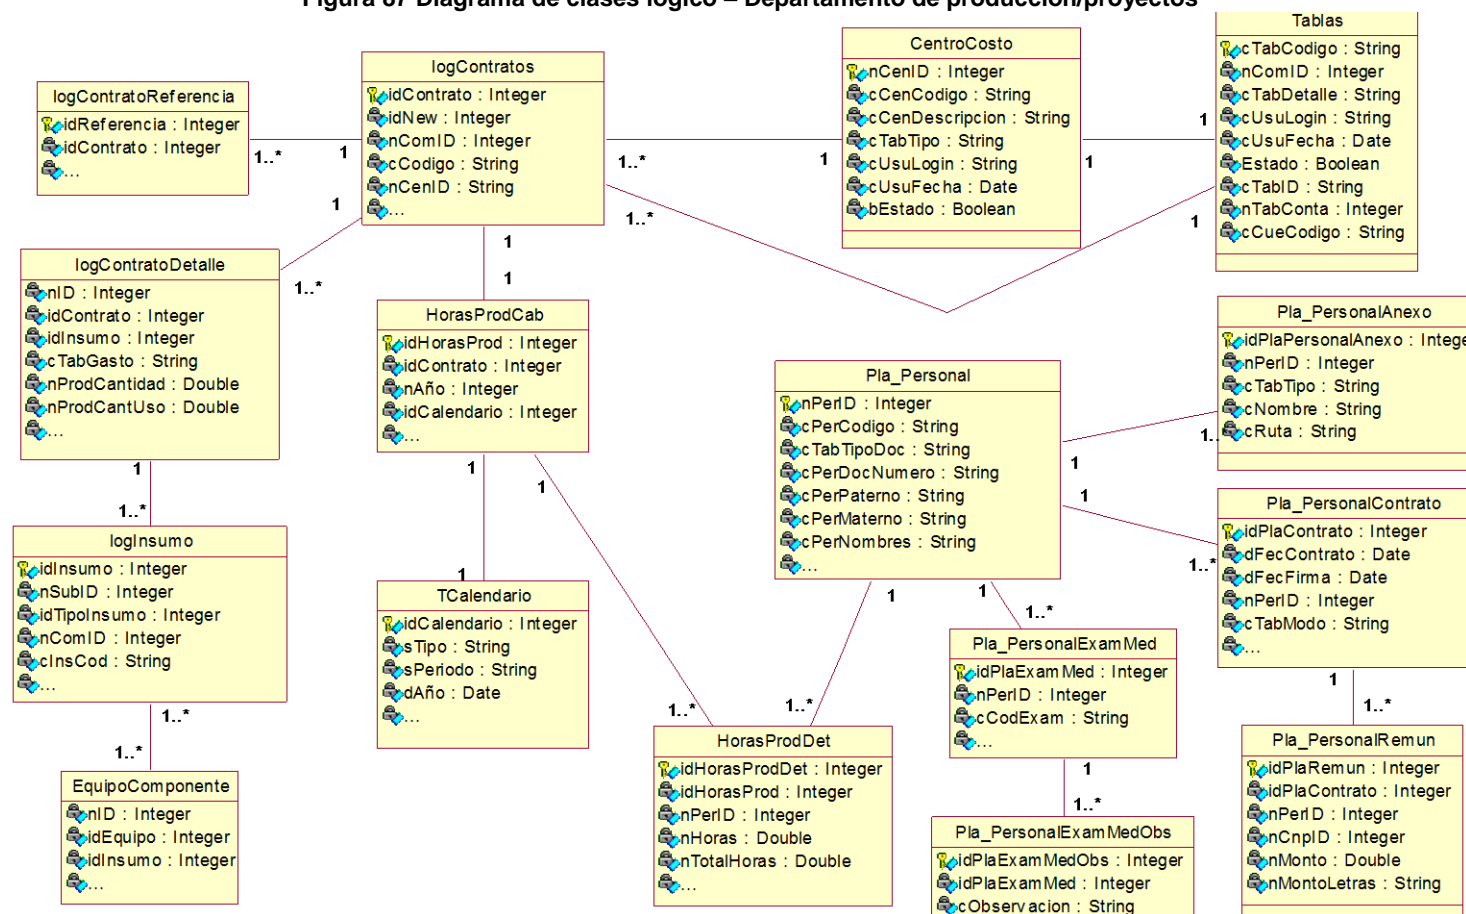 Figura 87 Diagrama de clases lógico – Departamento de producción/proyectos
logContratoReferencia
idReferencia : Integer
idContrato : Integer
...
1..*
1
logContratos
idContrato : Integer
idNew : Integer
nComID : Integer
cCodigo : String
nCenID : String
...
1..*
1
1..*
CentroCosto
nCenID : Integer
cCenCodigo : String
cCenDescripcion : String
cTabTipo : String
cUsuLogin : String
cUsuFecha : Date
bEstado : Boolean
1
1
1
Tablas
cTabCodigo : String
nComID : Integer
cTabDetalle : String
cUsuLogin : String
cUsuFecha : Date
Estado : Boolean
cTabID : String
nTabConta : Integer
cCueCodigo : String
1
1..*
logContratoDetalle
nID : Integer
idContrato : Integer
idInsumo : Integer
cTabGasto : String
nProdCantidad : Double
nProdCantUso : Double
...
1
1..*
1
1
HorasProdCab
idHorasProd : Integer
idContrato : Integer
nAño : Integer
idCalendario : Integer
...
1
1
1
Pla_Personal
nPerID : Integer
cPerCodigo : String
cTabTipoDoc : String
cPerDocNumero : String
cPerPaterno : String
cPerMaterno : String
cPerNombres : String
...
1
1..
1
1..*
Pla_PersonalAnexo
idPlaPersonalAnexo : Intege
nPerID : Integer
cTabTipo : String
cNombre : String
cRuta : String
Pla_PersonalContrato
idPlaContrato : Integer
dFecContrato : Date
dFecFirma : Date
nPerID : Integer
cTabModo : String
...
1
1..*
logInsumo
idInsumo : Integer
nSubID : Integer
idTipoInsumo : Integer
nComID : Integer
cInsCod : String
...
1..*
1..*
TCalendario
idCalendario : Integer
sTipo : String
sPeriodo : String
dAño : Date
...
1..*
1..*
1
1
1..*
Pla_PersonalExamMed
idPlaExamMed : Integer
nPerID : Integer
cCodExam : String
...
1
1..*
EquipoComponente
nID : Integer
idEquipo : Integer
idInsumo : Integer
...
HorasProdDet
idHorasProdDet : Integer
idHorasProd : Integer
nPerID : Integer
nHoras : Double
nTotalHoras : Double
...
Pla_PersonalExamMedObs
idPlaExamMedObs : Integer
idPlaExamMed : Integer
cObservacion : String
Pla_PersonalRemun
idPlaRemun : Integer
idPlaContrato : Integer
nPerID : Integer
nCnpID : Integer
nMonto : Double
nMontoLetras : String